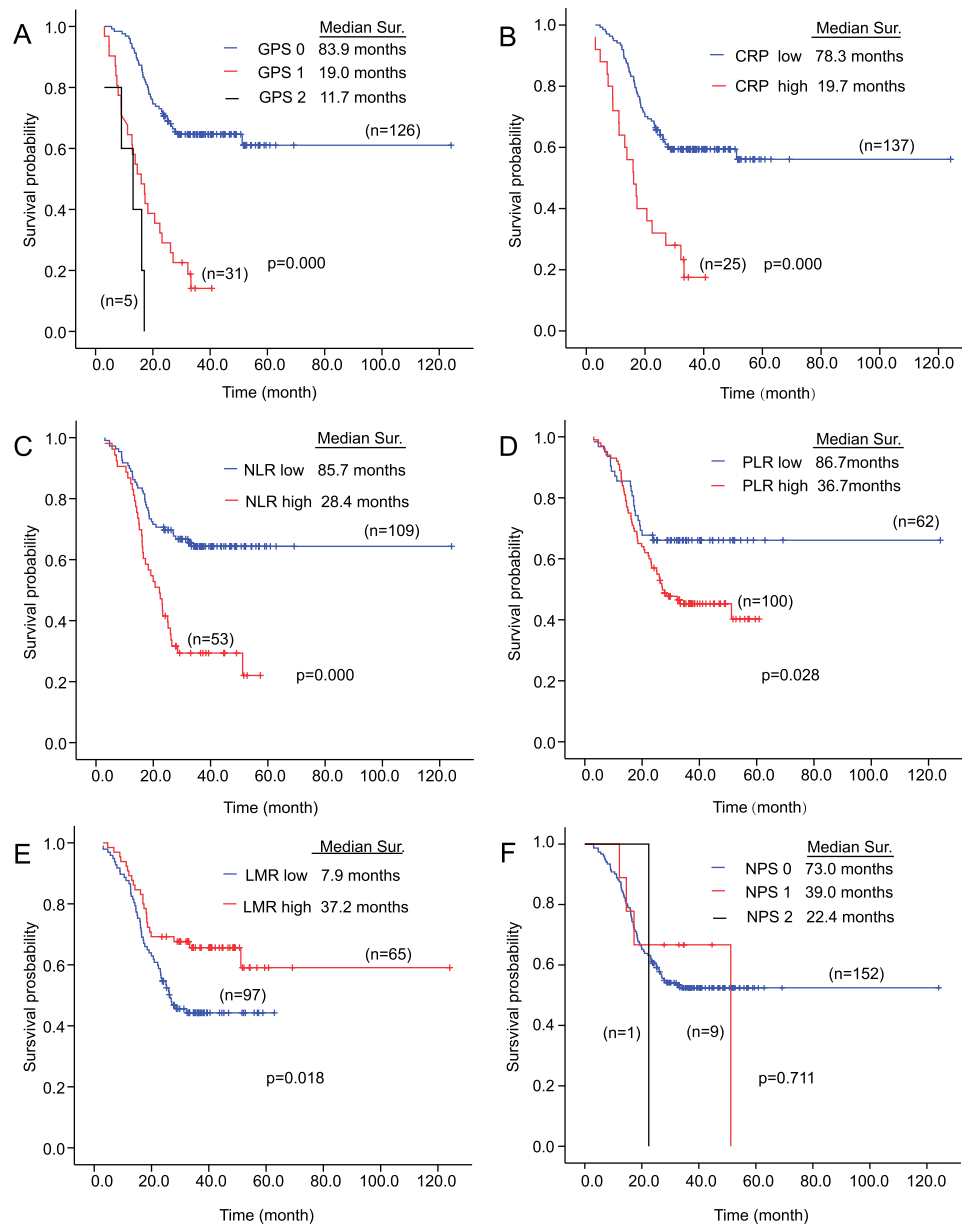 A
Median Sur.
GPS 0 83.9 months
GPS 1 19.0 months
GPS 2 11.7 months
(n=126)
(n=31)
p=0.000
(n=5)
Survival probability
1.0
0.8
0.6
0.4
0.2
0.0
0.0 20.0 40.0 60.0 80.0 100.0 120.0
Time (month)
B
Median Sur.
CRP low 78.3 months
CRP high 19.7 months
(n=137)
(n=25) p=0.000
Survival probability
1.0
0.8
0.6
0.4
0.2
0.0
0.0 20.0 40.0 60.0 80.0 100.0 120.0
Time (month)
C
Median Sur.
NLR low 85.7 months
NLR high 28.4 months
(n=109)
(n=53)
p=0.000
Survival probability
1.0
0.8
0.6
0.4
0.2
0.0
0.0 20.0 40.0 60.0 80.0 100.0 120.0
Time (month)
D
Median Sur.
PLR low 86.7months
PLR high 36.7months
(n=62)
(n=100)
p=0.028
Survival probability
1.0
0.8
0.6
0.4
0.2
0.0
0.0 20.0 40.0 60.0 80.0 100.0 120.0
Time (month)
E
Median Sur.
LMR low 7.9 months
LMR high 37.2 months
(n=65)
(n=97)
p=0.018
Sursvival prosbability
1.0
0.8
0.6
0.4
0.2
0.0
0.0 20.0 40.0 60.0 80.0 100.0 120.0
Time (month)
F
Median Sur.
NPS 0 73.0 months
NPS 1 39.0 months
NPS 2 22.4 months
(n=152)
(n=1) (n=9)
p=0.711
Sursvival probability
1.0
0.8
0.6
0.4
0.2
0.0
0.0 20.0 40.0 60.0 80.0 100.0 120.0
Time (month)